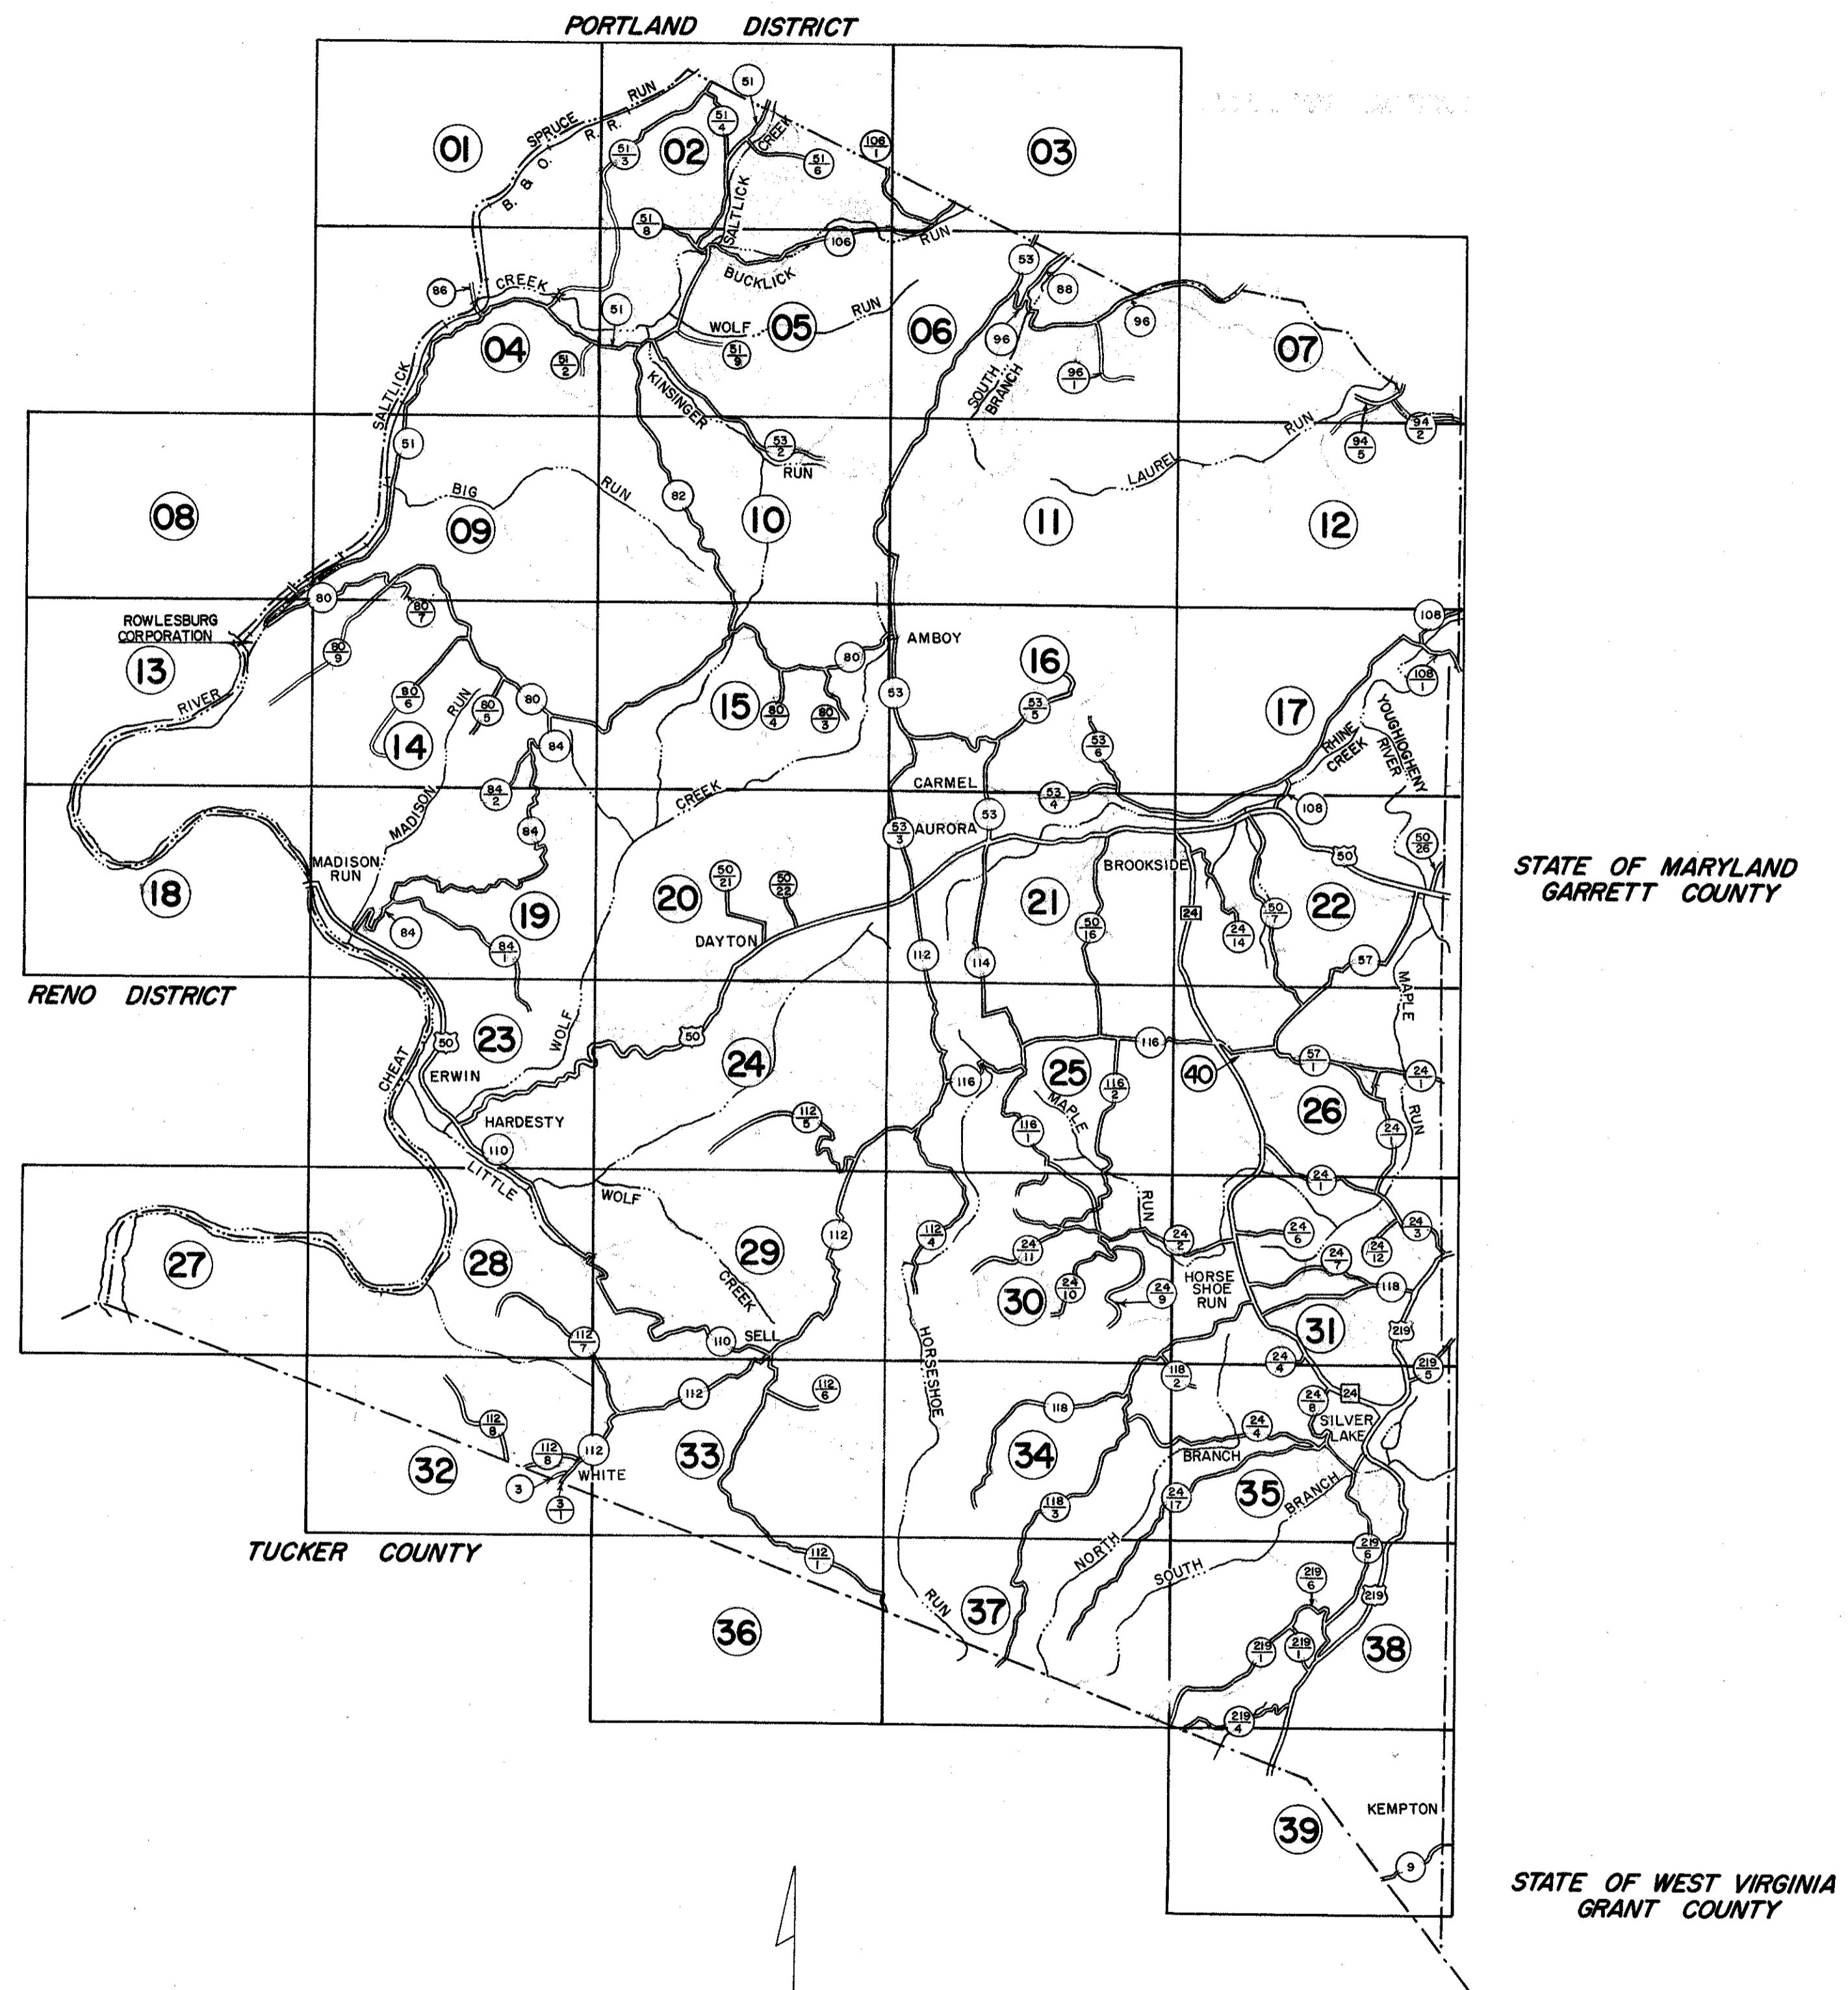 PORTLAND DISTRICT
51
SPRUCE RUN
B. & O. R. R.
51/4
CREEK
106/1
01
51/3
02
51/6
03
SALTLICK
51/8
106
RUN
BUCKLICK
53
86
CREEK
88
51
WOLF RUN
05
06
96
96
04
51/2
51/9
07
SALTLICK
KINSINGER
SOUTH BRANCH
96/1
51
53/2
RUN
RUN
94/5
94/2
LAUREL
BIG RUN
82
08
09
10
11
12
80
80/7
108
ROWLESBURG
CORPORATION
80/9
AMBOY
13
80
16
108/1
RIVER
80/6
RUN
80/5
80
15
80/4
80/3
53
53/5
17
YOUGHIOGHENY
RIVER
14
84
53/6
RHINE
CREEK
84/2
CREEK
CARMEL
53/4
108
MADISON
84
53/3
AURORA
53
50
50/26
STATE OF MARYLAND
GARRETT COUNTY
MADISON
RUN
BROOKSIDE
18
50/21
50/22
20
21
22
19
24
50/7
84
50/16
24/14
84/1
DAYTON
112
114
57
RENO DISTRICT
MAPLE
23
50
WOLF
50
24
116
CHEAT
ERWIN
57/1
24/1
116
25
116/2
40
26
MAPLE
RUN
HARDESTY
112/5
116/1
24/1
110
LITTLE
24/1
WOLF
RUN
112
112/4
24/2
24/6
24/3
27
28
29
24/11
24/12
24/7
CREEK
30
24/10
24/9
HORSE
SHOE
RUN
118
31
219
112/7
110
SELL
HORSESHOE
24/4
219/5
118/2
112
112/6
24
118
24/8
112/8
24/4
SILVER
LAKE
33
34
BRANCH
112
112/8
32
WHITE
3
3/1
24/17
35
BRANCH
118/3
TUCKER COUNTY
112/1
NORTH
SOUTH
219/6
219/6
219
RUN
37
36
219/1
219/1
38
219/4
KEMPTON
39
9
STATE OF WEST VIRGINIA
GRANT COUNTY